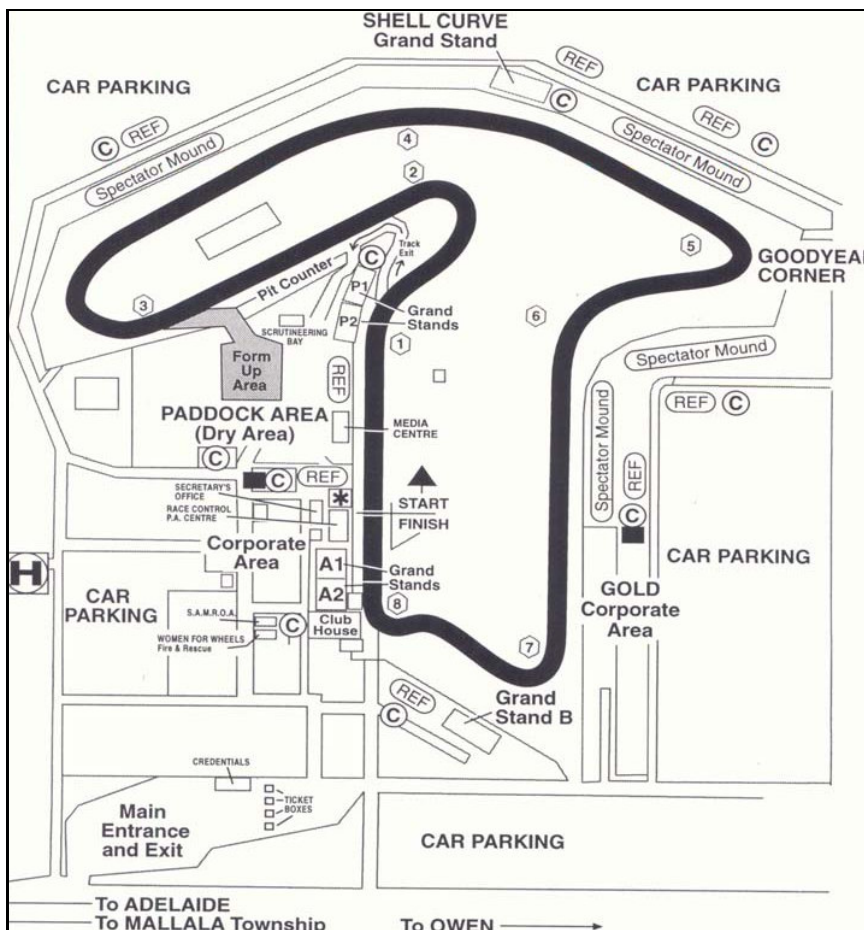 SHELL CURVE
Grand Stand
REF
CAR PARKING
CAR PARKING
C
REF
C
REF
C
Spectator Mound
Spectator Mound
4
2
5
GOODYEAR
CORNER
Track
Exit
C
Pit Counter
P1
P2
Grand
Stands
3
6
1
SCRUTINEERING
BAY
Form
Up
Area
REF
Spectator Mound
PADDOCK AREA
(Dry Area)
MEDIA
CENTRE
REF
C
Spectator Mound
C
C
REF
REF
C
SECRETARY'S
OFFICE
*
START
FINISH
RACE CONTROL
P.A. CENTRE
Corporate
Area
A1
A2
Grand
Stands
H
CAR
PARKING
CAR PARKING
GOLD
Corporate
Area
8
S.A.M.R.O.A.
C
Club
House
WOMEN FOR WHEELS
Fire & Rescue
7
REF
C
Grand
Stand B
CREDENTIALS
TICKET
BOXES
Main
Entrance
and Exit
CAR PARKING
To ADELAIDE
To MALLALA Township
To OWEN